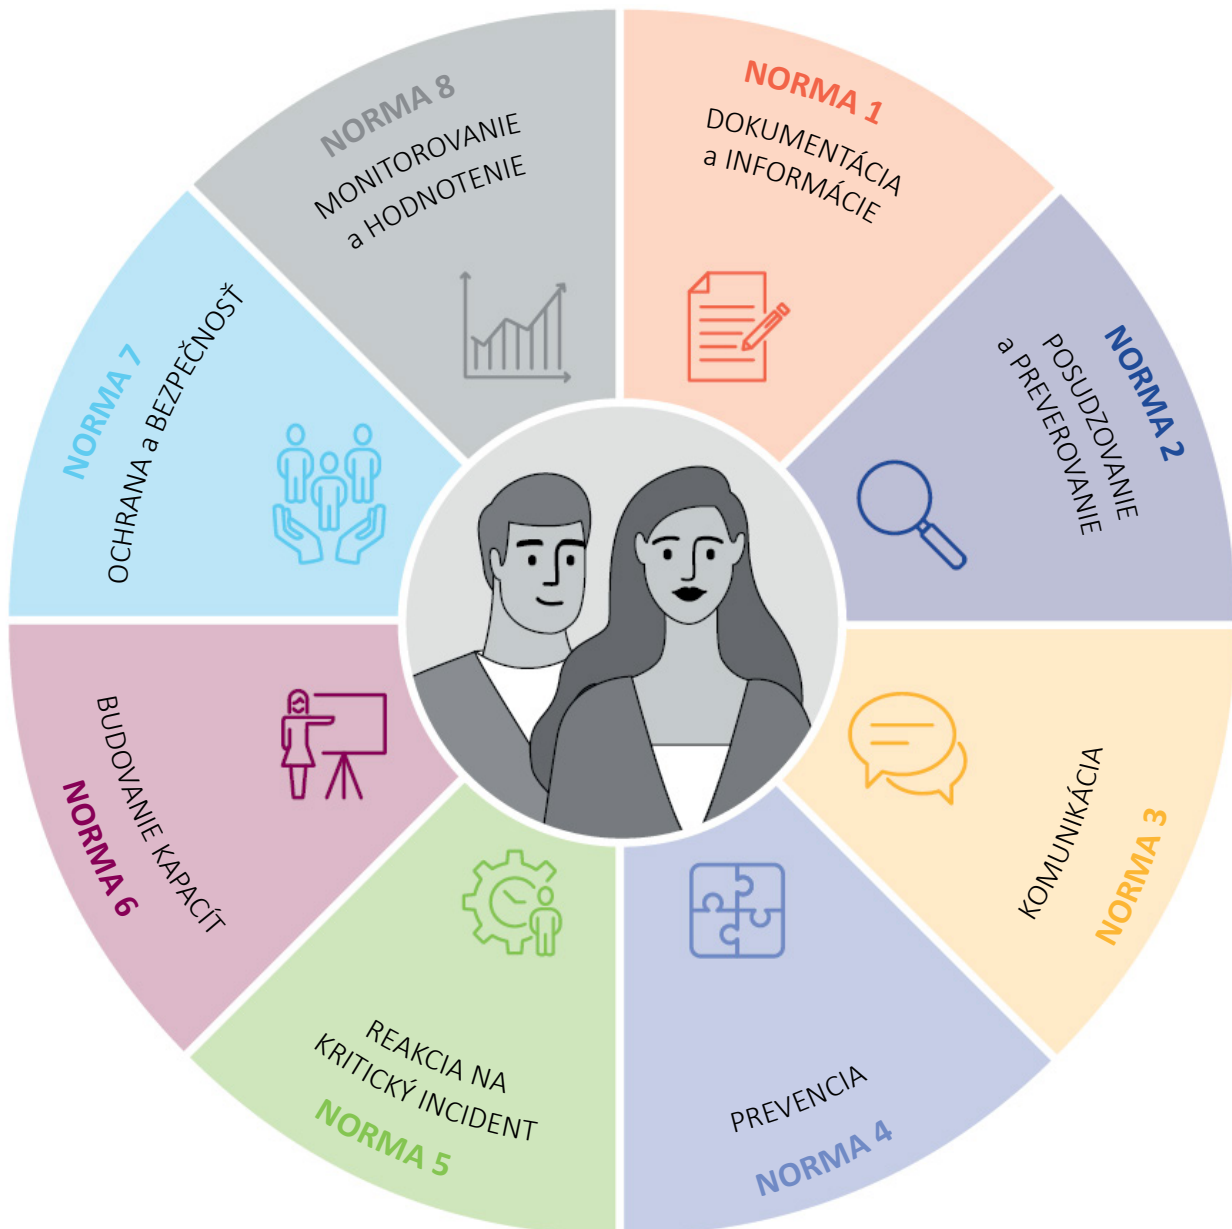 NORMA 1
DOKUMENTÁCIA
a INFORMÁCIE
NORMA 2
POSUDZOVANIE
a PREVEROVANIE
KOMUNIKÁCIA
NORMA 3
PREVENCIA
NORMA 4
REAKCIA NA
KRITICKÝ INCIDENT
NORMA 5
BUDOVANIE KAPACÍT
NORMA 6
NORMA 7
OCHRANA a BEZPEČNOSŤ
NORMA 8
MONITOROVANIE
a HODNOTENIE